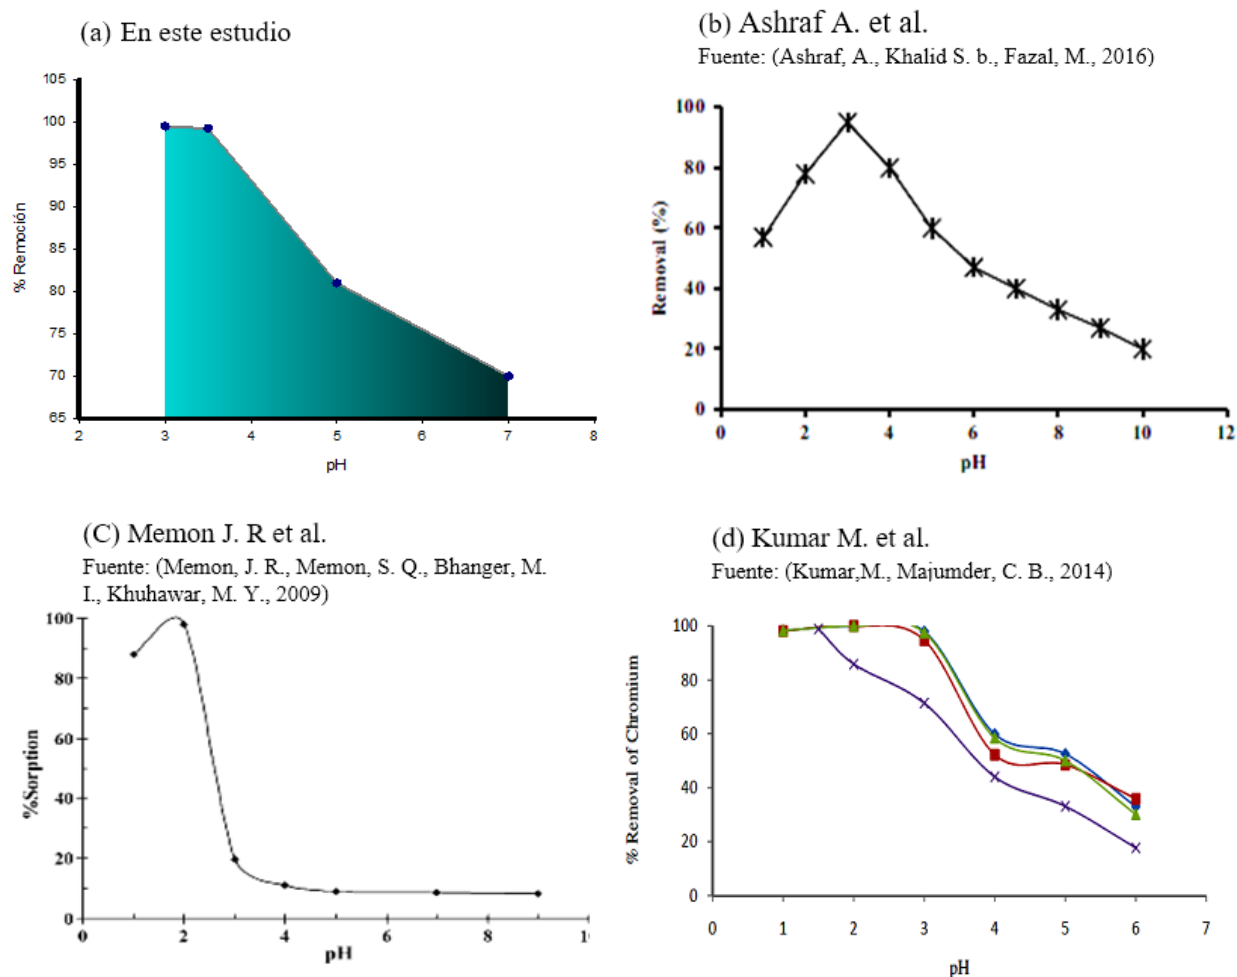 (a) En este estudio
105
100
95
90
85
80
75
70
65
% Remoción
2 3 4 5 6 7 8
pH
(b) Ashraf A. et al.
Fuente: (Ashraf, A., Khalid S. b., Fazal, M., 2016)
100
80
60
40
20
0
Removal (%)
0 2 4 6 8 10 12
pH
(C) Memon J. R et al.
Fuente: (Memon, J. R., Memon, S. Q., Bhanger, M.
I., Khuhawar, M. Y., 2009)
100
80
60
40
20
0
%Sorption
0 2 4 6 8 1
pH
(d) Kumar M. et al.
Fuente: (Kumar,M., Majumder, C. B., 2014)
100
80
60
40
20
0
% Removal of Chromium
0 1 2 3 4 5 6 7
pH